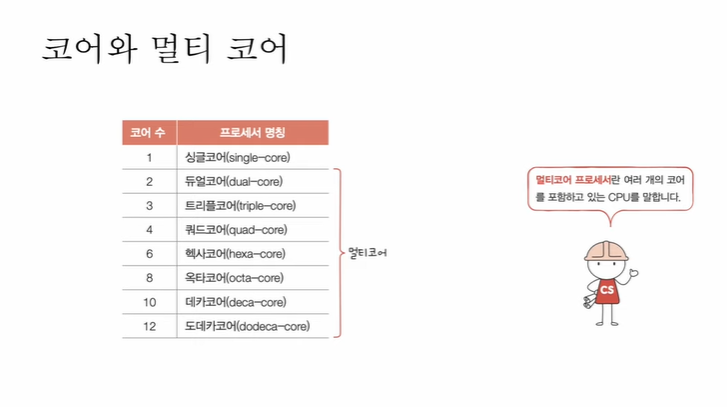 코어와 멀티 코어
코어 수 프로세서 명칭
1 싱글코어(single-core)
2 듀얼코어(dual-core)
3 트리플코어(triple-core)
4 쿼드코어(quad-core)
6 헥사코어(hexa-core)
8 옥타코어(octa-core)
10 데카코어(deca-core)
12 도데카코어(dodeca-core)
멀티코어
멀티코어 프로세서란 여러 개의 코어
를 포함하고 있는 CPU를 말합니다.
CS